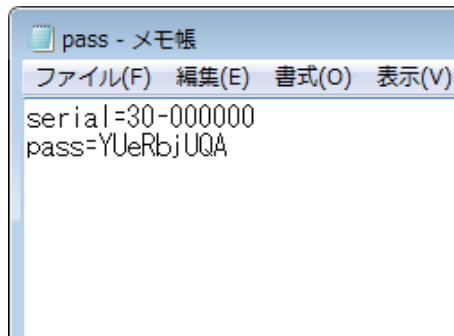 pass - メモ帳
ファイル(F) 編集(E) 書式(O) 表示(V)
serial=30-000000
pass=YUeRbjUQA